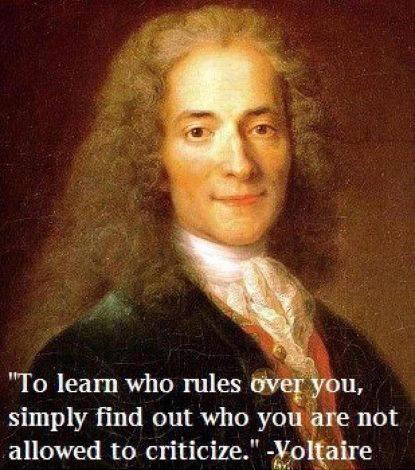 "To learn who rules over you,
simply find out who you are not
allowed to criticize." -Voltaire